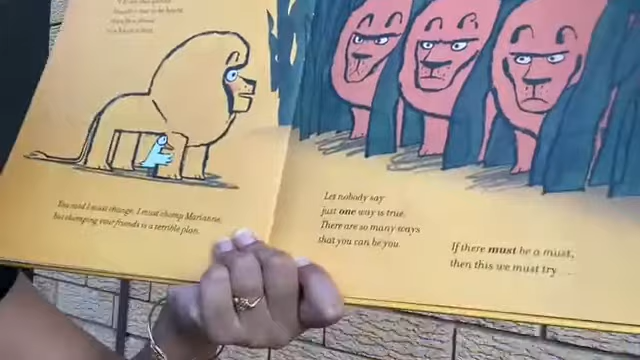 You said I must change, I must chomp Marianne,
but chomping your friends is a terrible plan.
Let nobody say
just one way is true.
There are so many ways
that you can be you.
If there must be a must,
then this we must try . . .